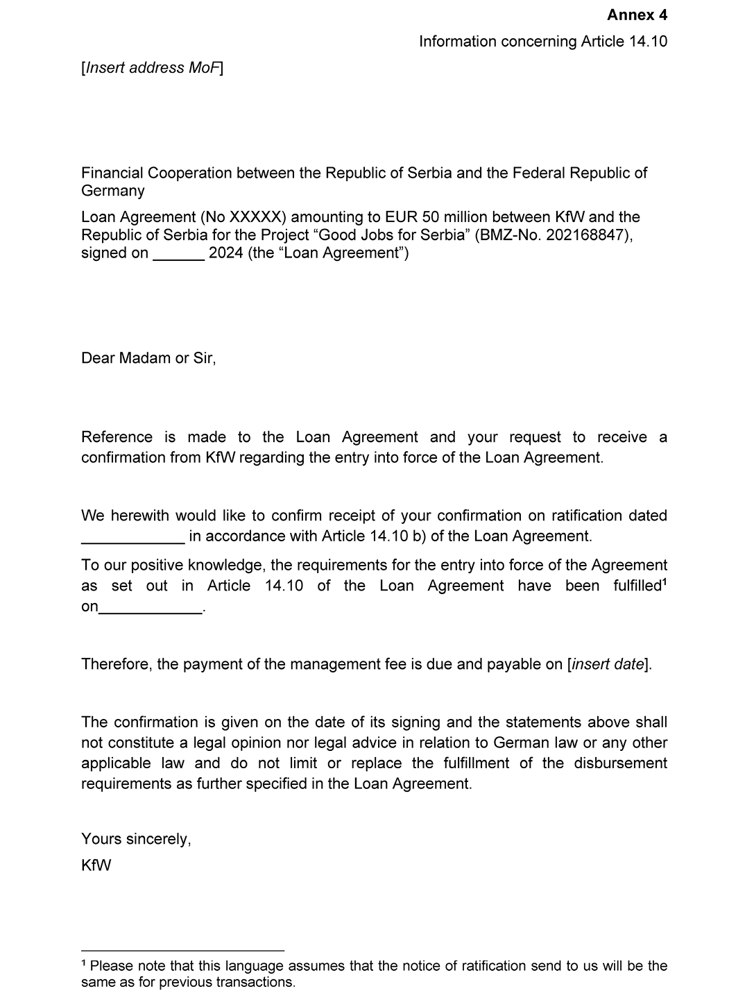 Annex 4
Information concerning Article 14.10
[Insert address MoF]
Financial Cooperation between the Republic of Serbia and the Federal Republic of
Germany
Loan Agreement (No XXXXX) amounting to EUR 50 million between KfW and the
Republic of Serbia for the Project “Good Jobs for Serbia” (BMZ-No. 202168847),
signed on ______ 2024 (the “Loan Agreement”)
Dear Madam or Sir,
Reference is made to the Loan Agreement and your request to receive a
confirmation from KfW regarding the entry into force of the Loan Agreement.
We herewith would like to confirm receipt of your confirmation on ratification dated
____________ in accordance with Article 14.10 b) of the Loan Agreement.
To our positive knowledge, the requirements for the entry into force of the Agreement
as set out in Article 14.10 of the Loan Agreement have been fulfilled¹
on____________.
Therefore, the payment of the management fee is due and payable on [insert date].
The confirmation is given on the date of its signing and the statements above shall
not constitute a legal opinion nor legal advice in relation to German law or any other
applicable law and do not limit or replace the fulfillment of the disbursement
requirements as further specified in the Loan Agreement.
Yours sincerely,
KfW
¹ Please note that this language assumes that the notice of ratification send to us will be the
same as for previous transactions.